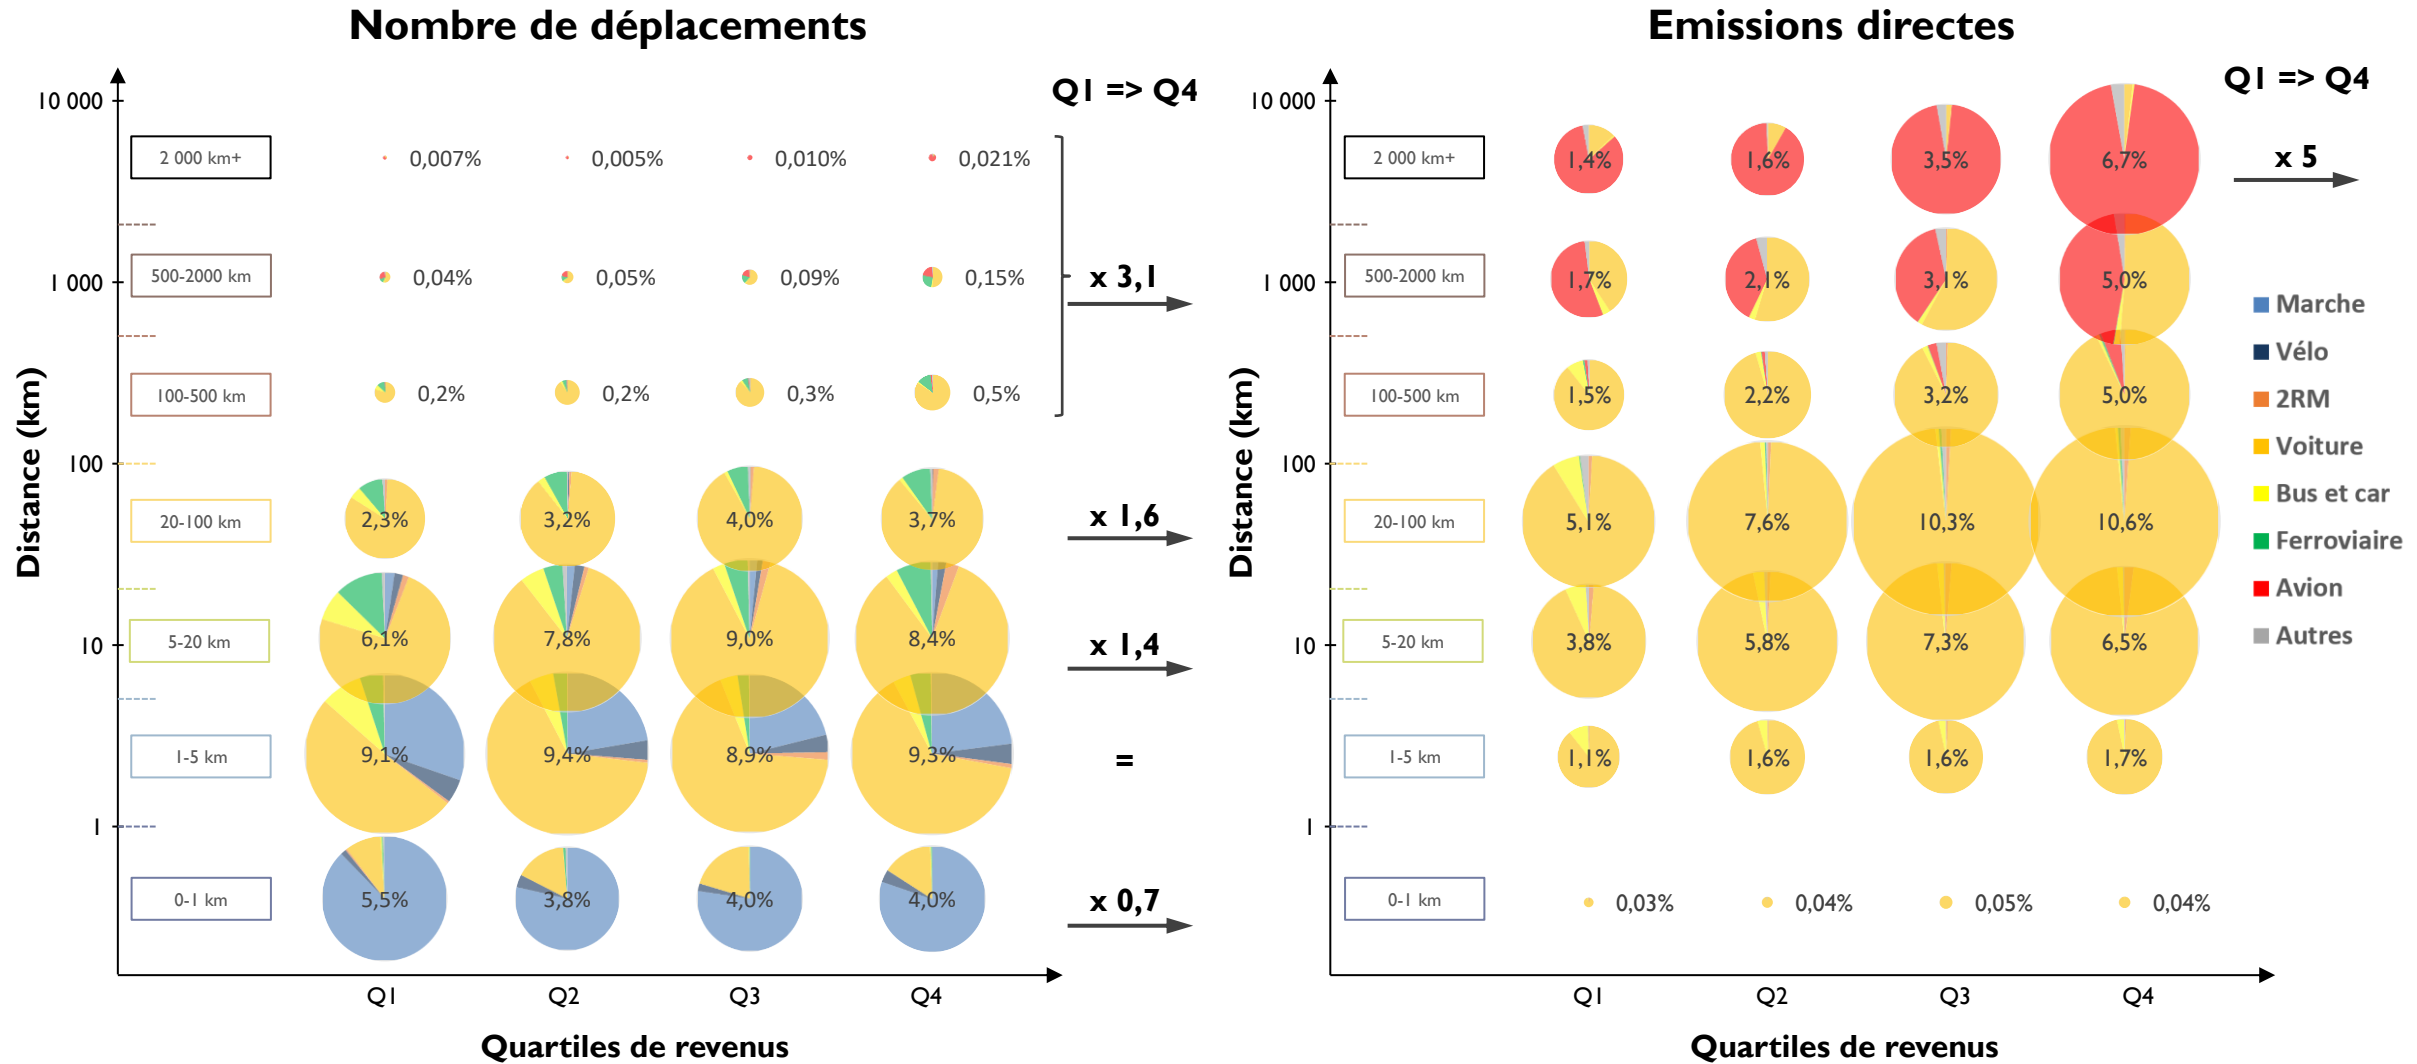 Nombre de déplacements
Q1 => Q4
Distance (km)
10 000
1 000
100
10
1
2 000 km+
0,007%
0,005%
0,010%
0,021%
500-2000 km
0,04%
0,05%
0,09%
0,15%
x 3,1
100-500 km
0,2%
0,2%
0,3%
0,5%
20-100 km
2,3%
3,2%
4,0%
3,7%
x 1,6
5-20 km
6,1%
7,8%
9,0%
8,4%
x 1,4
1-5 km
9,1%
9,4%
8,9%
9,3%
=
0-1 km
5,5%
3,8%
4,0%
4,0%
x 0,7
Q1
Q2
Q3
Q4
Quartiles de revenus
Emissions directes
Q1 => Q4
Distance (km)
10 000
1 000
100
10
1
2 000 km+
1,4%
1,6%
3,5%
6,7%
x 5
500-2000 km
1,7%
2,1%
3,1%
5,0%
100-500 km
1,5%
2,2%
3,2%
5,0%
20-100 km
5,1%
7,6%
10,3%
10,6%
5-20 km
3,8%
5,8%
7,3%
6,5%
1-5 km
1,1%
1,6%
1,6%
1,7%
0-1 km
0,03%
0,04%
0,05%
0,04%
Q1
Q2
Q3
Q4
Quartiles de revenus
Marche
Vélo
2RM
Voiture
Bus et car
Ferroviaire
Avion
Autres